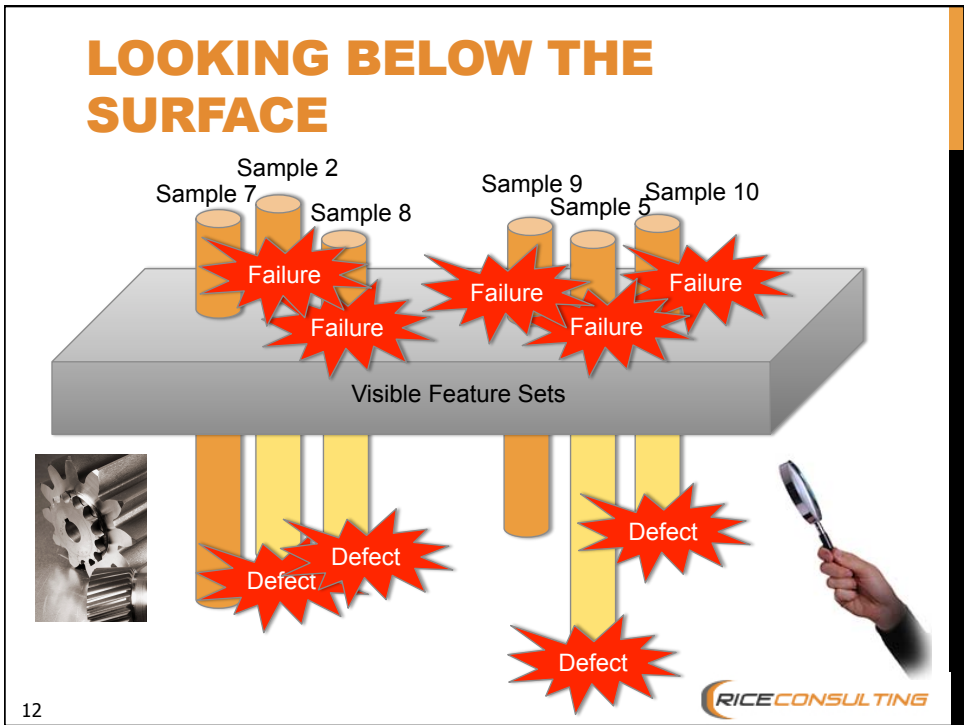 LOOKING BELOW THE
SURFACE
Sample 2
Sample 7
Sample 8
Sample 9
Sample 10
Sample 5
Failure
Failure
Failure
Failure
Failure
Visible Feature Sets
Defect
Defect
Defect
Defect
12
RICECONSULTING